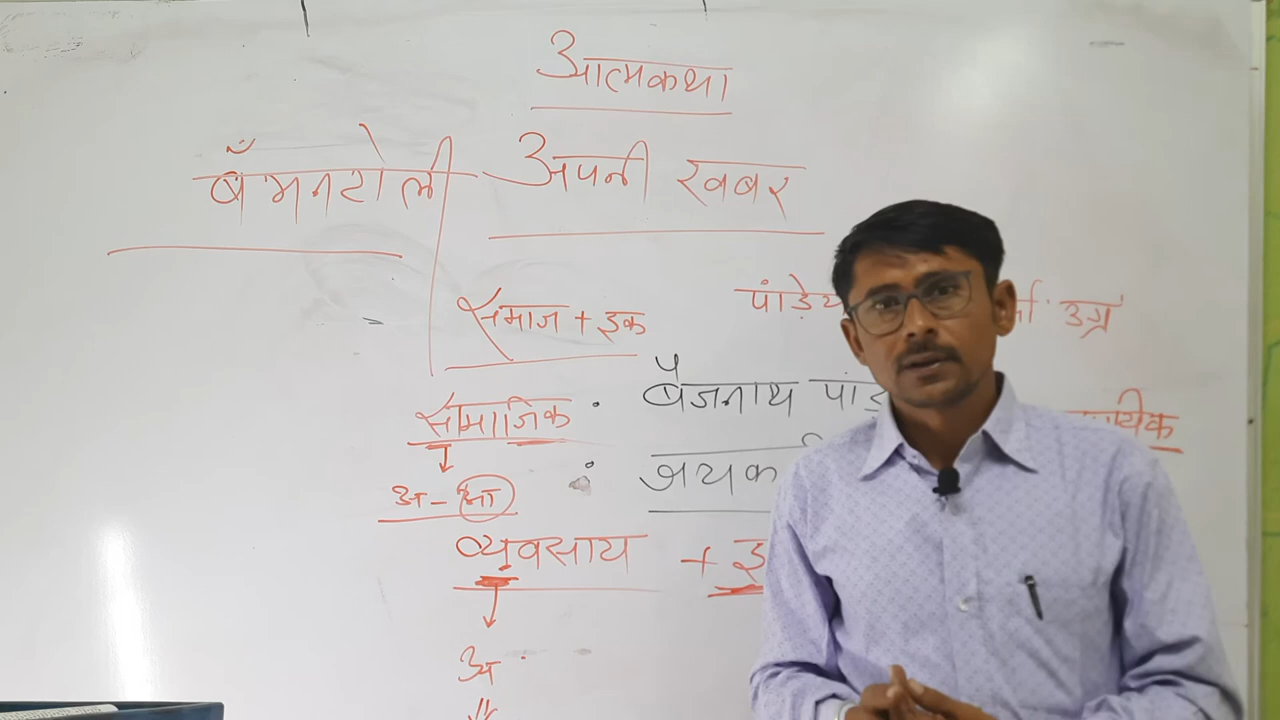 आत्मकथा
बँभनटोली अपनी खबर
पांडेय उग्र
समाज + इक
बैजनाथ पांडे
सामाजिक
अ - आ
व्यवसाय + इ
अ